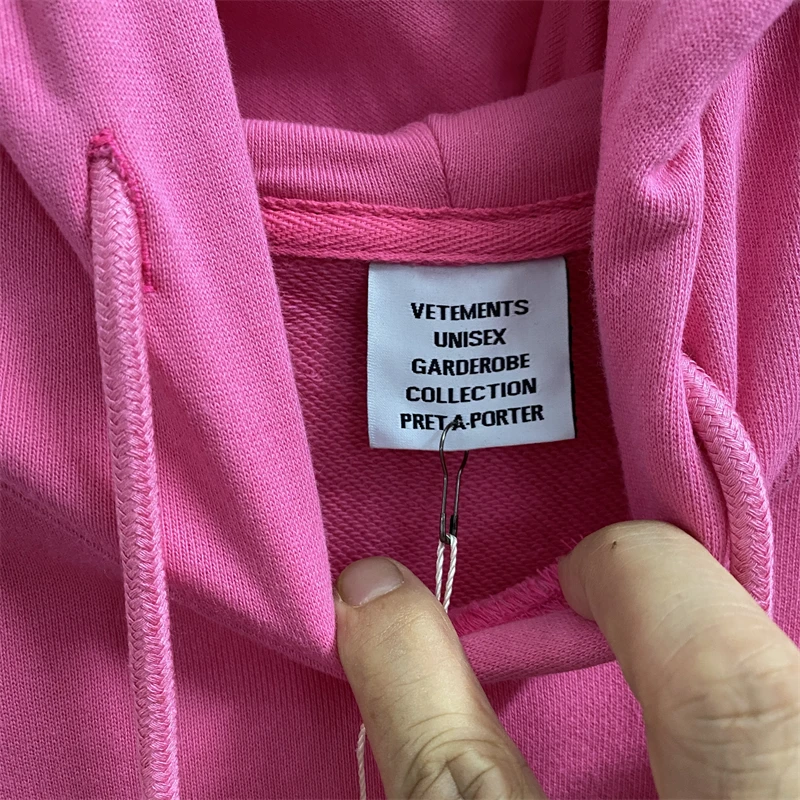 VETEMENTS
UNISEX
GARDEROBE
COLLECTION
PRET-A-PORTER